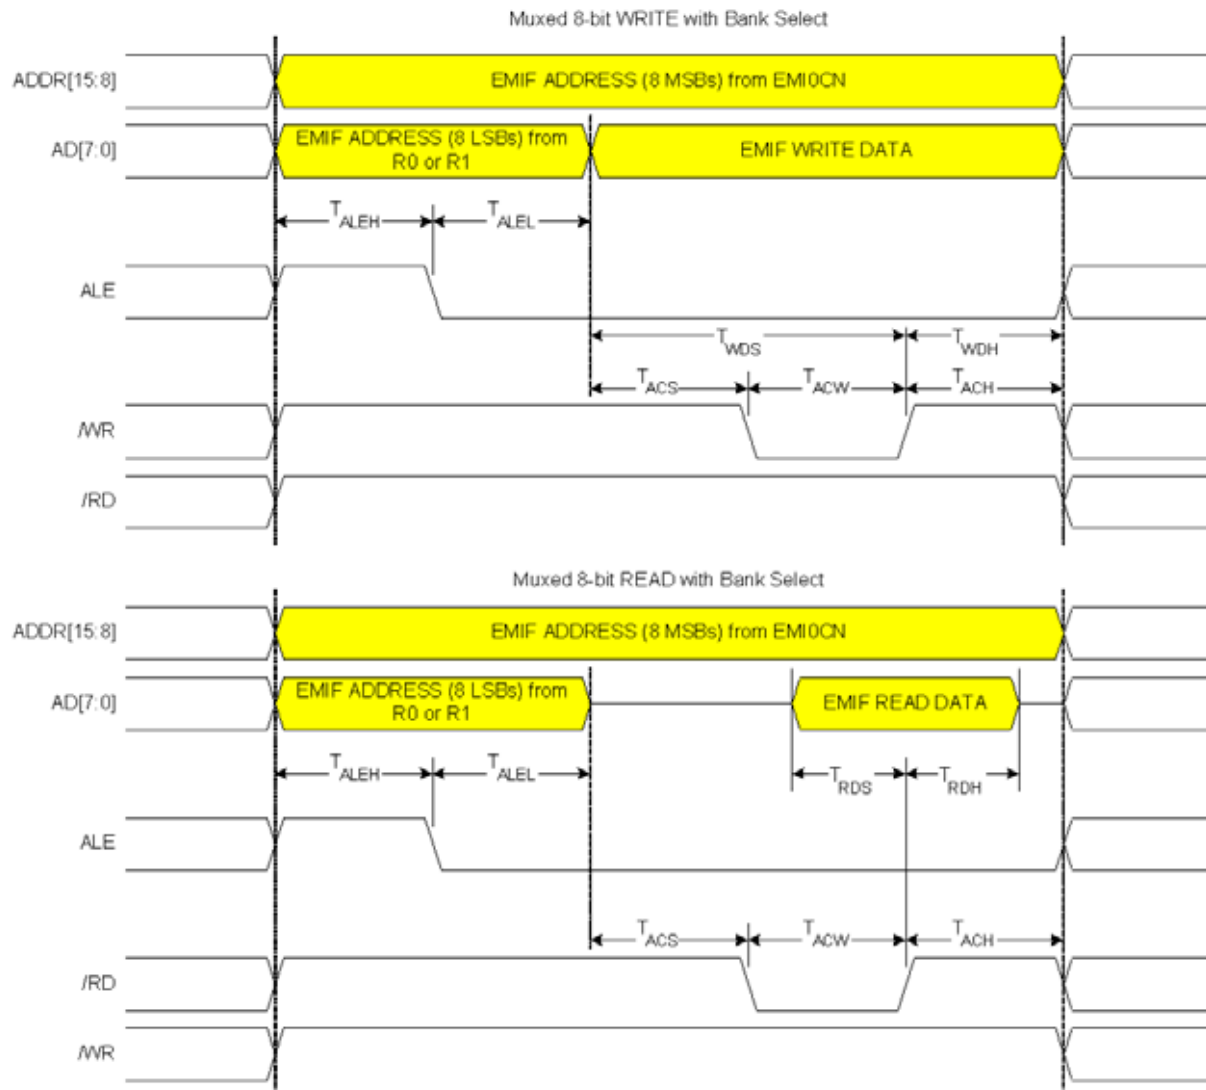 Muxed 8-bit WRITE with Bank Select
ADDR[15:8]
EMIF ADDRESS (8 MSBs) from EMI0CN
AD[7:0]
EMIF ADDRESS (8 LSBs) from
R0 or R1
EMIF WRITE DATA
TALEH
TALEL
ALE
TWDS
TWDH
TACS
TACW
TACH
/WR
/RD
Muxed 8-bit READ with Bank Select
ADDR[15:8]
EMIF ADDRESS (8 MSBs) from EMI0CN
AD[7:0]
EMIF ADDRESS (8 LSBs) from
R0 or R1
EMIF READ DATA
TALEH
TALEL
TRDS
TRDH
ALE
TACS
TACW
TACH
/RD
/WR